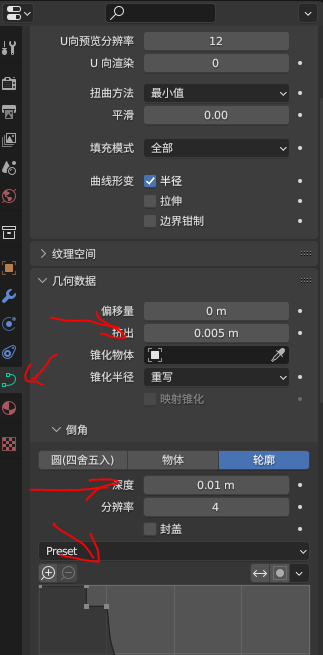 U向预览分辨率 12
U 向渲染 0
扭曲方法 最小值
平滑 0.00
填充模式 全部
曲线形变 半径
拉伸
边界钳制
纹理空间
几何数据
偏移量 0 m
挤出 0.005 m
锥化物体
锥化半径 重写
映射锥化
倒角
圆(四舍五入) 物体 轮廓
深度 0.01 m
分辨率 4
封盖
Preset